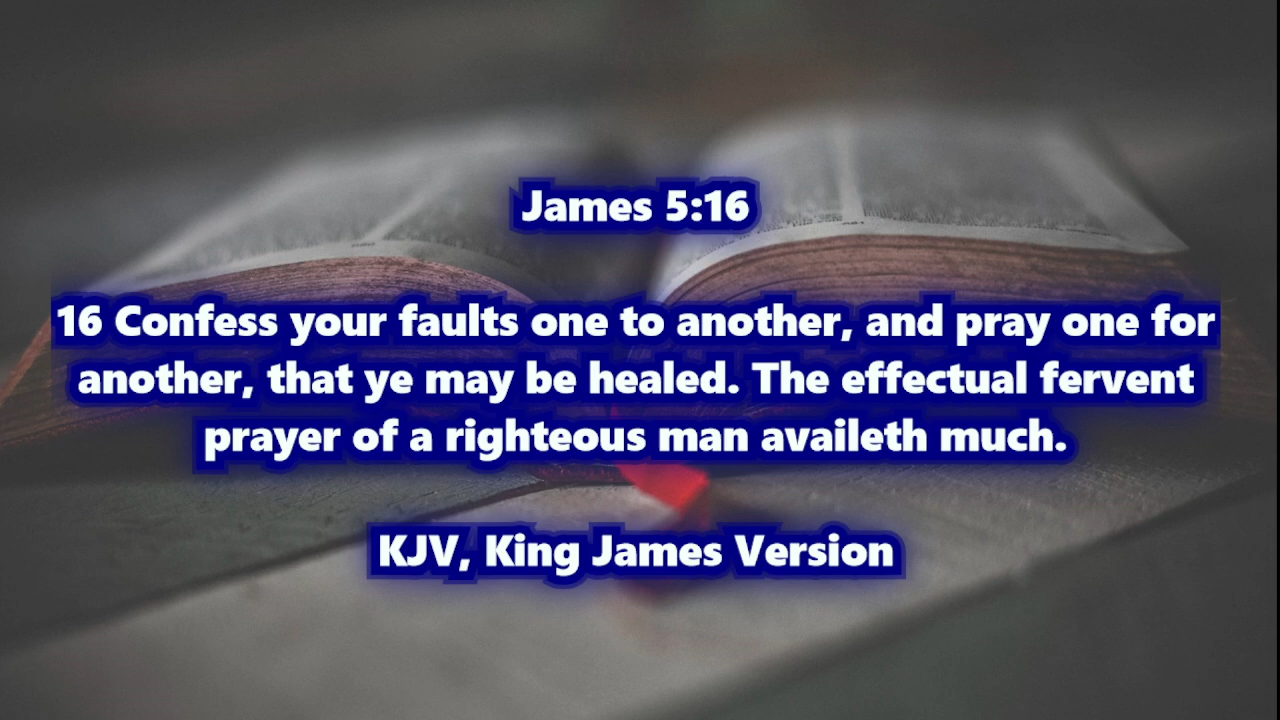 James 5:16
16 Confess your faults one to another, and pray one for
another, that ye may be healed. The effectual fervent
prayer of a righteous man availeth much.
KJV, King James Version